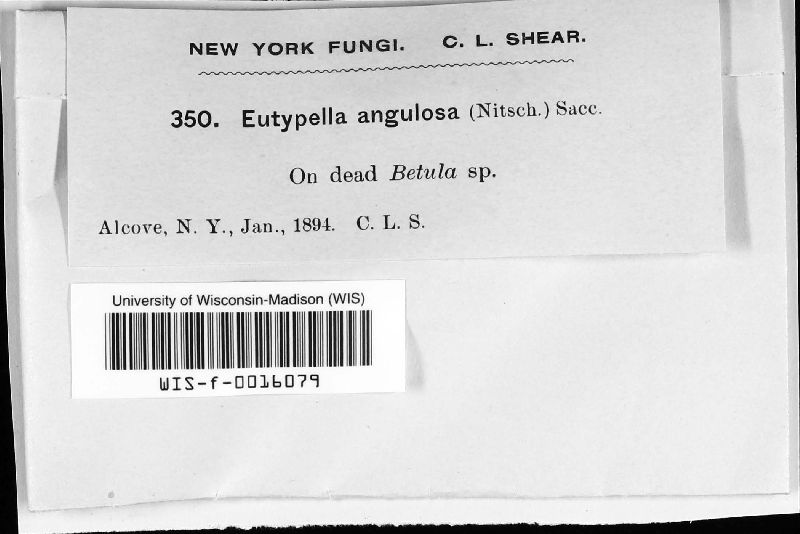 NEW YORK FUNGI. C. L. SHEAR.
350. Eutypella angulosa (Nitsch.) Sacc.
On dead Betula sp.
Alcove, N. Y., Jan., 1894. C. L. S.
University of Wisconsin-Madison (WIS)
WIS-f-0016079